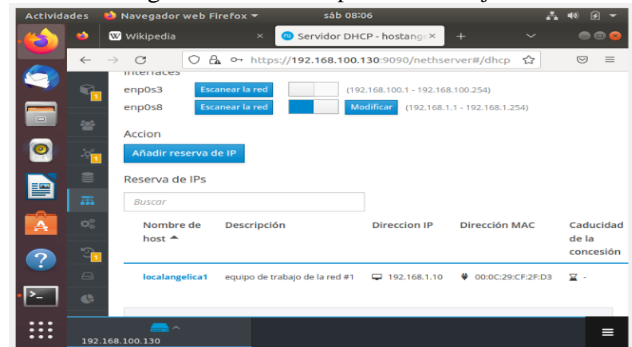 Actividades Navegador web Firefox sáb 08:06
Wikipedia × Servidor DHCP - hostang × +
https://192.168.100.130:9090/nethserver#/dhcp
Interfaces
enp0s3 Escanear la red (192.168.100.1 - 192.168.100.254)
enp0s8 Escanear la red Modificar (192.168.1.1 - 192.168.1.254)
Accion
Añadir reserva de IP
Reserva de IPs
Buscar
Nombre de host Descripción Direccion IP Dirección MAC Caducidad de la concesión
localangelica1 equipo de trabajo de la red #1 192.168.1.10 00:0C:29:CF:2F:D3 -
192.168.100.130